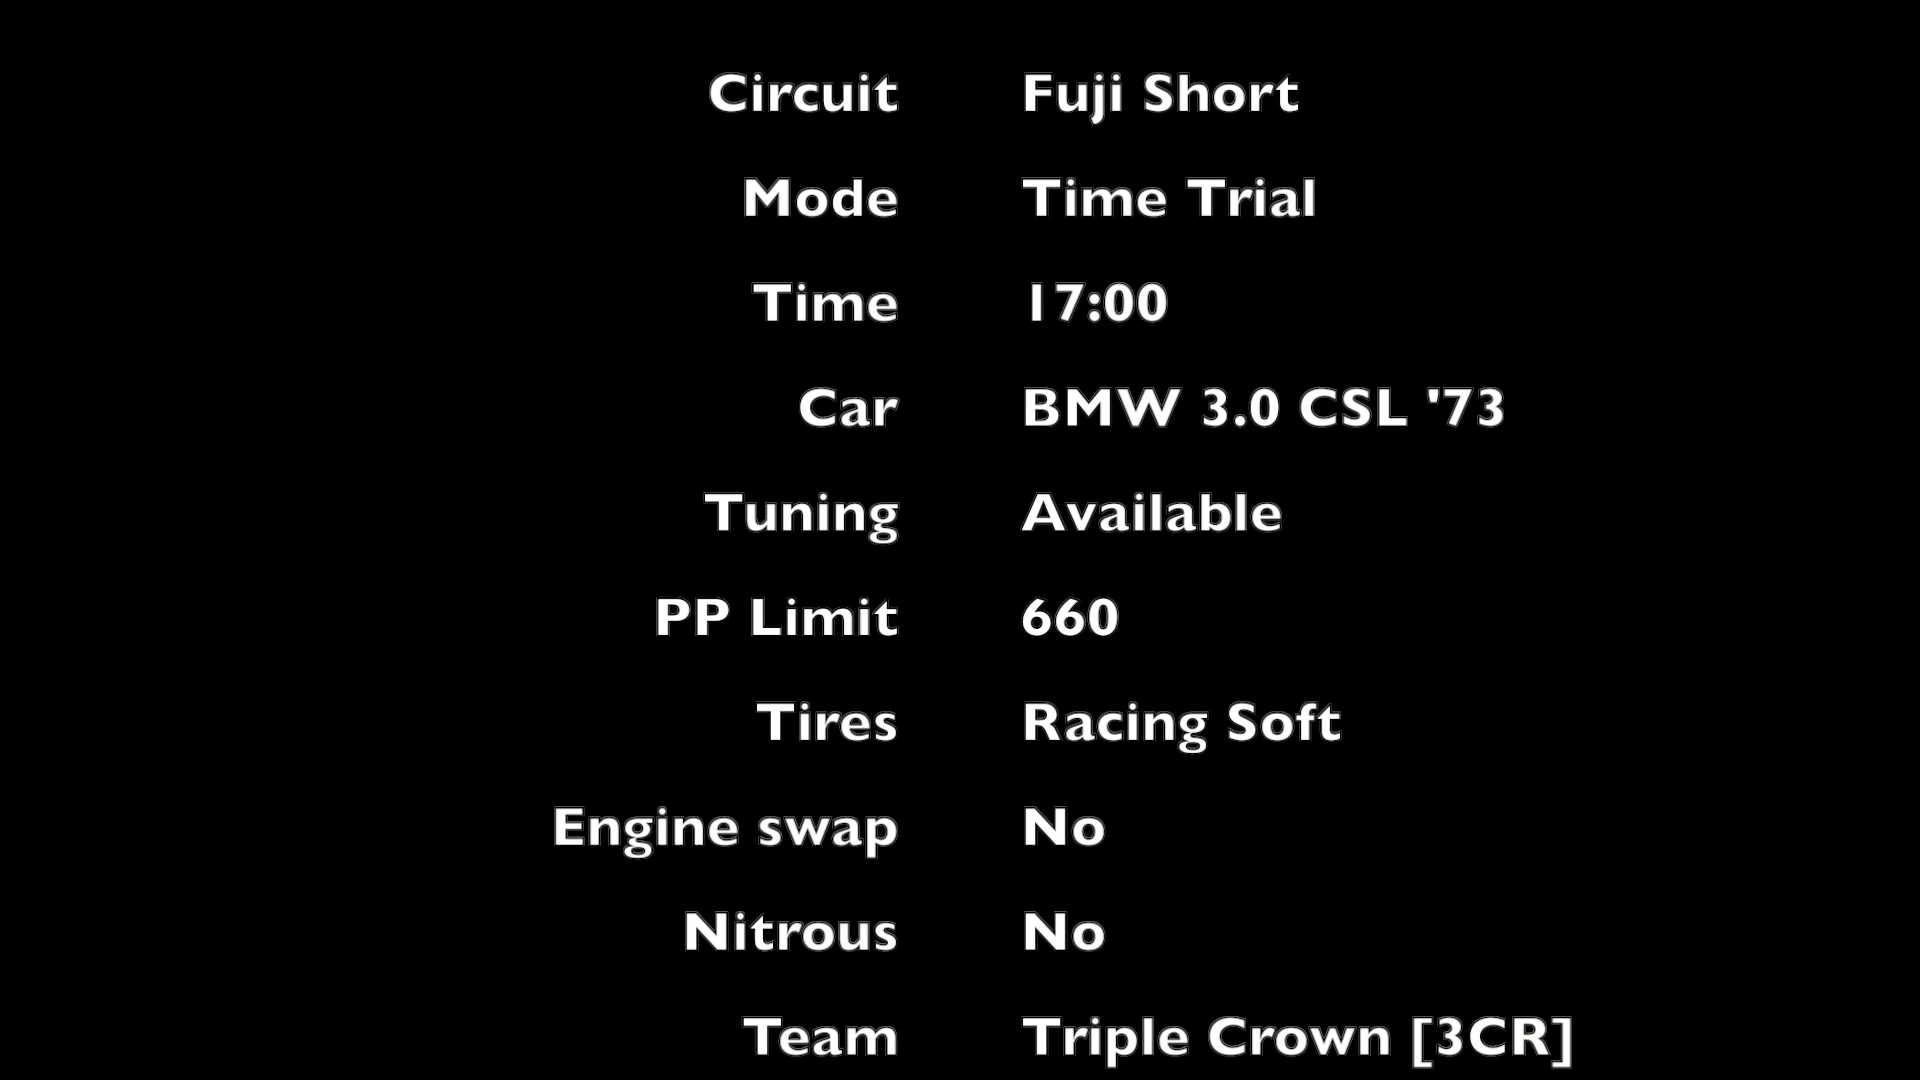 Circuit Fuji Short
Mode Time Trial
Time 17:00
Car BMW 3.0 CSL '73
Tuning Available
PP Limit 660
Tires Racing Soft
Engine swap No
Nitrous No
Team Triple Crown [3CR]